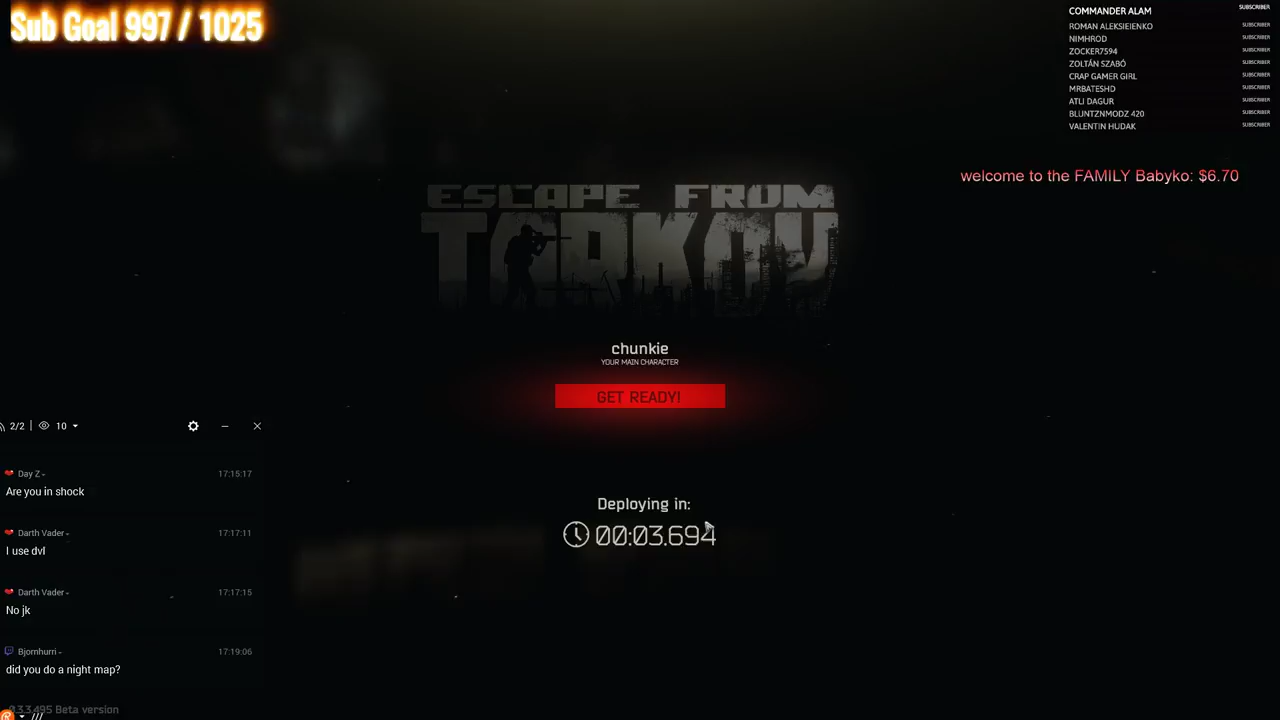 Sub Goal 997 / 1025
COMMANDER ALAM SUBSCRIBER
ROMAN ALEKSIEIENKO SUBSCRIBER
NIMHROD SUBSCRIBER
ZOCKER7594 SUBSCRIBER
ZOLTÁN SZABÓ SUBSCRIBER
CRAP GAMER GIRL SUBSCRIBER
MRBATESHD SUBSCRIBER
ATLI DAGUR SUBSCRIBER
BLUNTZNMODZ 420 SUBSCRIBER
VALENTIN HUDAK SUBSCRIBER
welcome to the FAMILY Babyko: $6.70
ESCAPE FROM
TARKOV
chunkie
YOUR MAIN CHARACTER
GET READY!
Deploying in:
00:03.694
2/2 | 10
Day Z 17:15:17
Are you in shock
Darth Vader 17:17:11
I use dvl
Darth Vader 17:17:15
No jk
Bjornhurri 17:19:06
did you do a night map?
0.3.3.495 Beta version